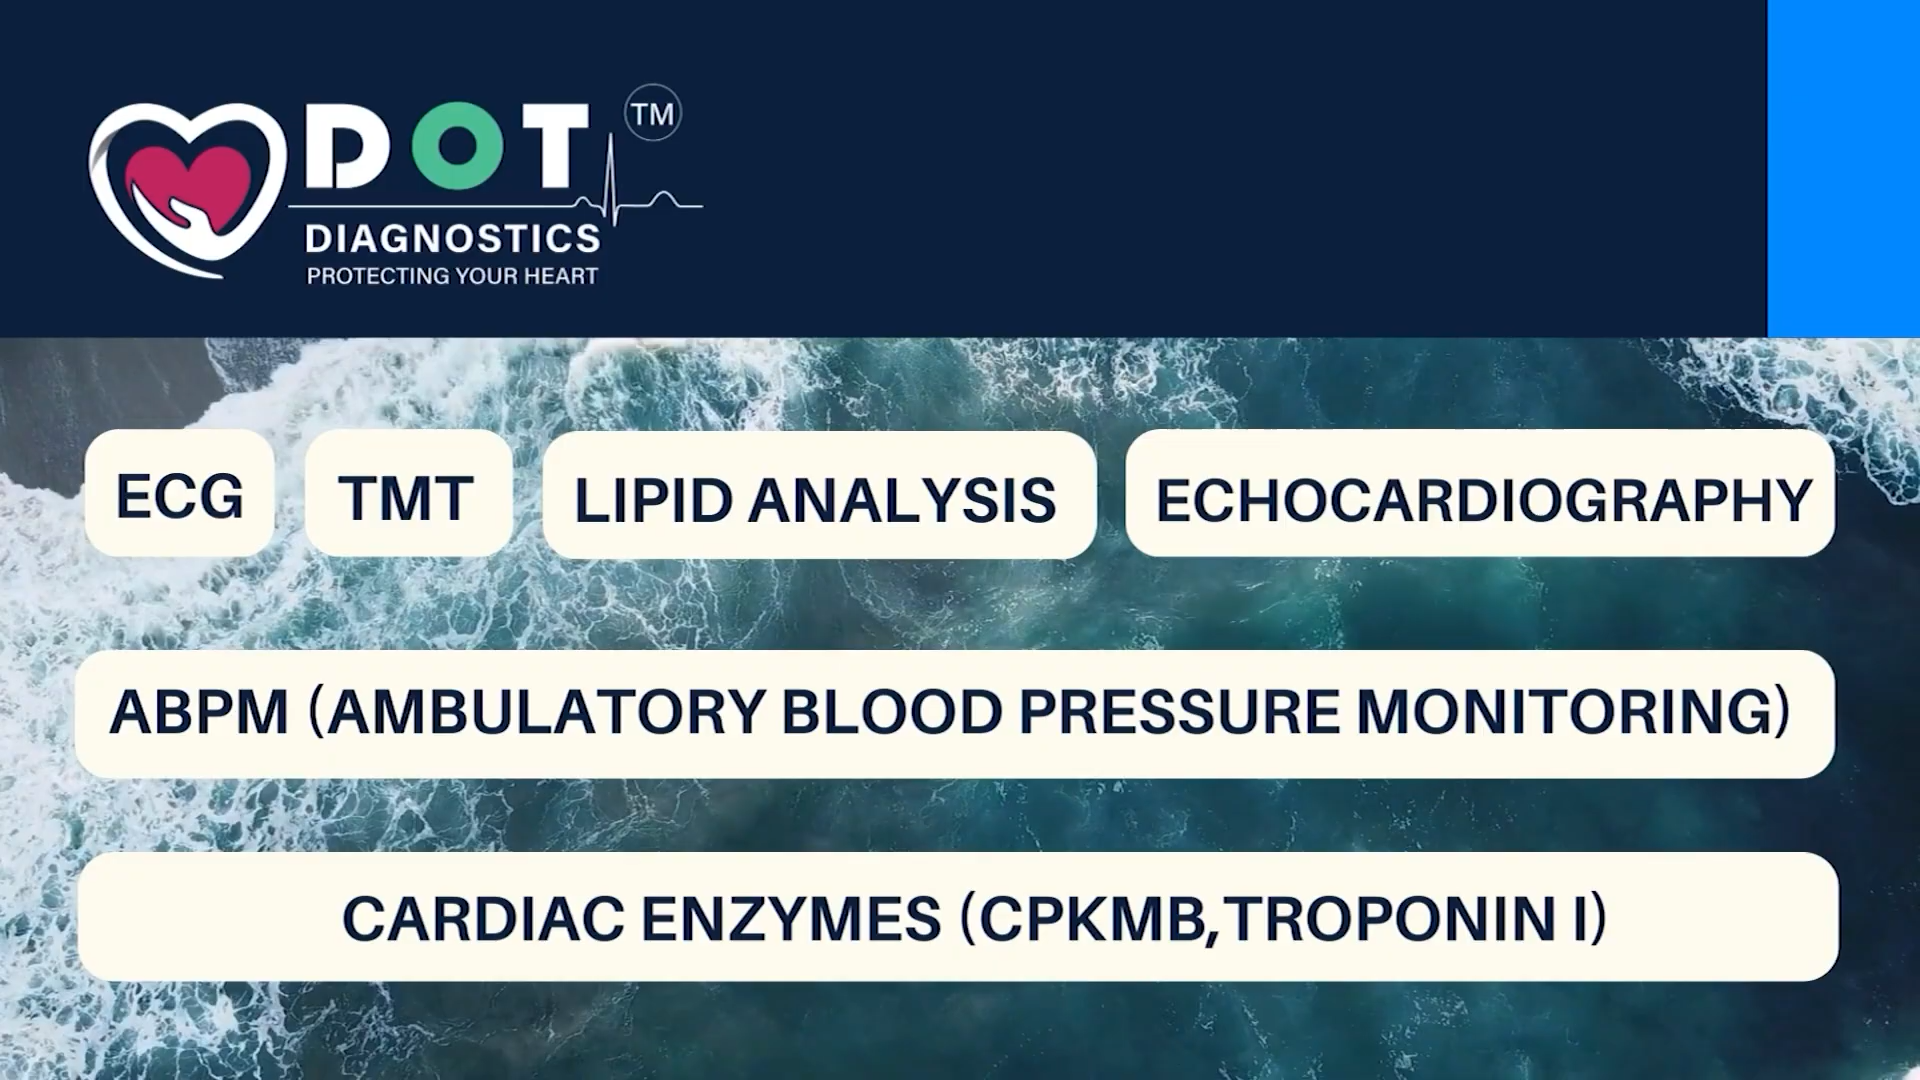 DOT TM
DIAGNOSTICS
PROTECTING YOUR HEART
ECG TMT LIPID ANALYSIS ECHOCARDIOGRAPHY
ABPM (AMBULATORY BLOOD PRESSURE MONITORING)
CARDIAC ENZYMES (CPKMB,TROPONIN I)